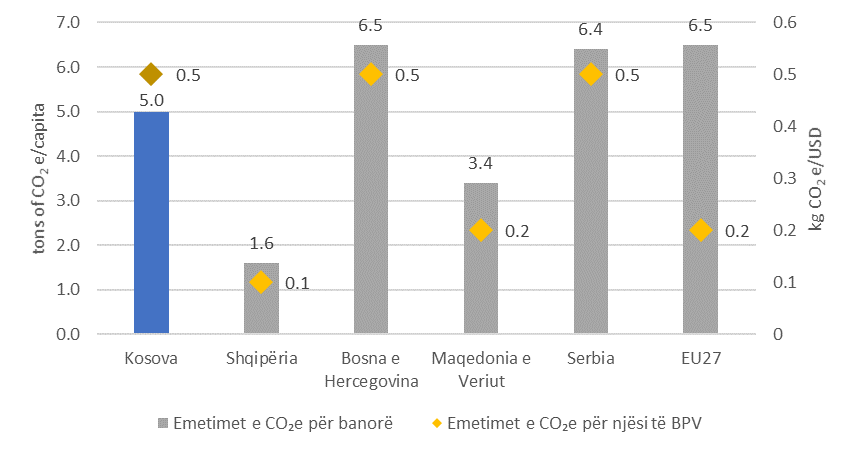 7.0
6.0
5.0
4.0
3.0
2.0
1.0
0.0
tons of CO₂ e/capita
0.6
0.5
0.4
0.3
0.2
0.1
0
kg CO₂ e/USD
5.0
1.6
6.5
3.4
6.4
6.5
0.5
0.1
0.5
0.2
0.5
0.2
Kosova
Shqipëria
Bosna e
Hercegovina
Maqedonia e
Veriut
Serbia
EU27
Emetimet e CO₂e për banorë
Emetimet e CO₂e për njësi të BPV